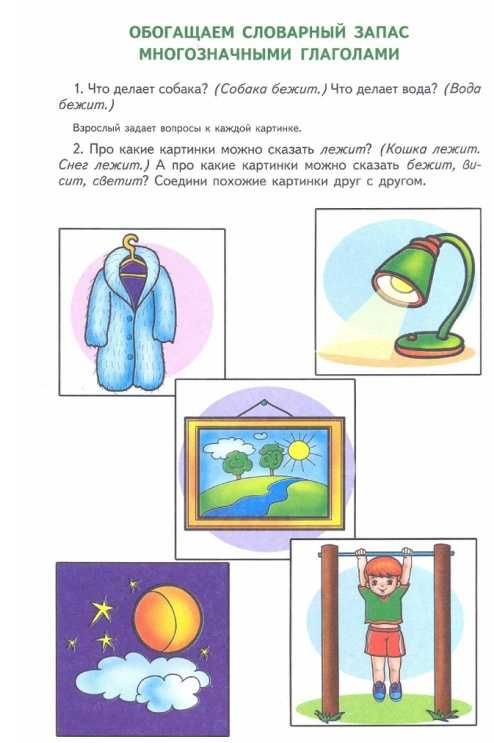 ОБОГАЩАЕМ СЛОВАРНЫЙ ЗАПАС
МНОГОЗНАЧНЫМИ ГЛАГОЛАМИ
1. Что делает собака? (Собака бежит.) Что делает вода? (Вода
бежит.)
Взрослый задает вопросы к каждой картинке.
2. Про какие картинки можно сказать лежит? (Кошка лежит.
Снег лежит.) А про какие картинки можно сказать бежит, ви-
сит, светит? Соедини похожие картинки друг с другом.